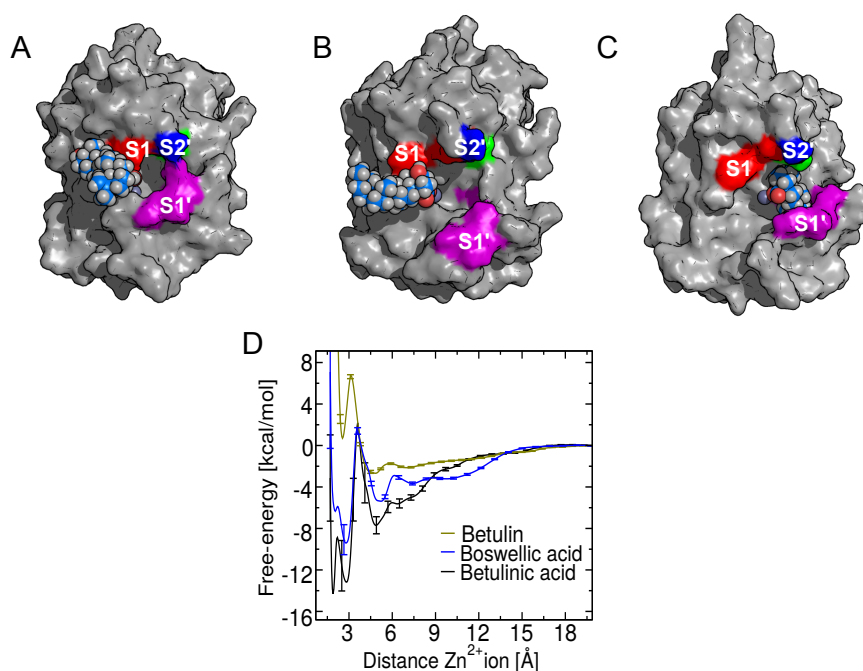 A
B
C
S1
S2'
S1'
S1
S2'
S1'
S1
S2'
S1'
D
Free-energy [kcal/mol]
8
4
0
-4
-8
-12
-16
Betulin
Boswellic acid
Betulinic acid
3
6
9
12
15
18
Distance Zn²⁺ion [Å]